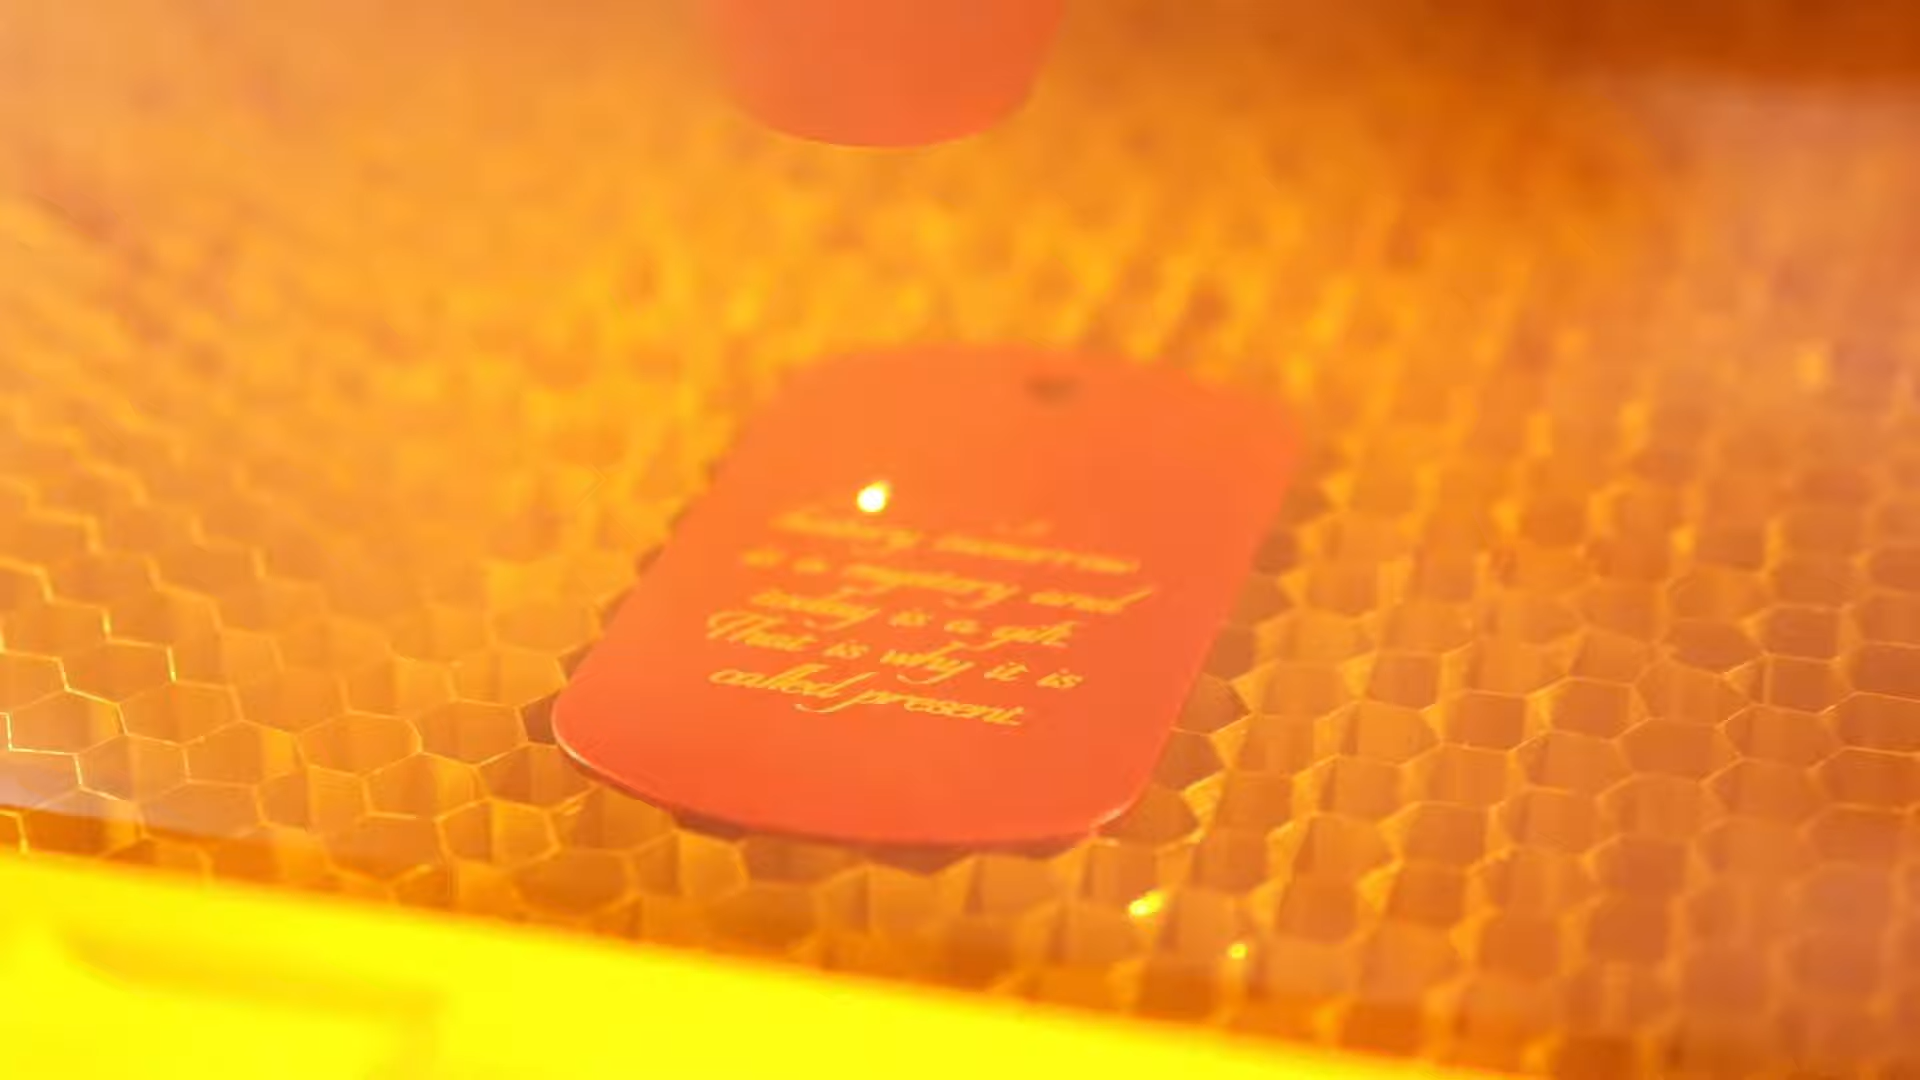 history tomorrow
is a mystery and
today is a gift.
That is why it is
called present.